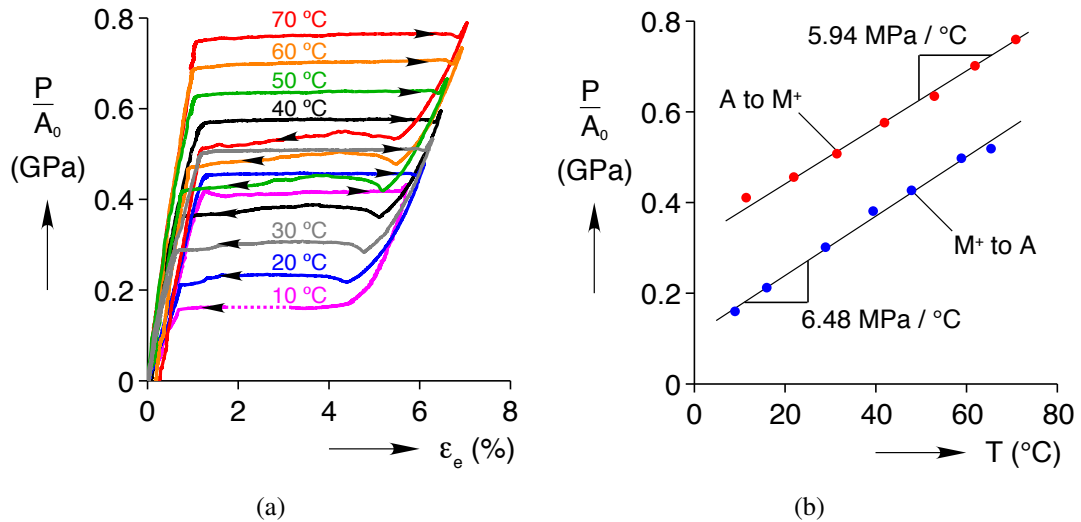 0.8
0.6
0.4
0.2
0
P
A₀
(GPa)
70 ºC
60 ºC
50 ºC
40 ºC
30 ºC
20 ºC
10 ºC
0 2 4 6 8
εₑ (%)
(a)
0.8
0.6
0.4
0.2
0
P
A₀
(GPa)
5.94 MPa / °C
A to M⁺
M⁺ to A
6.48 MPa / °C
0 20 40 60 80
T (°C)
(b)